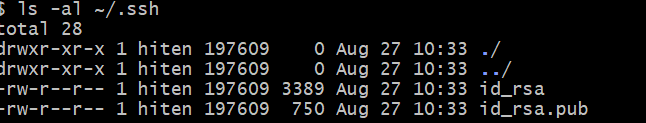 $ ls -al ~/.ssh
total 28
drwxr-xr-x 1 hiten 197609    0 Aug 27 10:33 ./
drwxr-xr-x 1 hiten 197609    0 Aug 27 10:33 ../
-rw-r--r-- 1 hiten 197609 3389 Aug 27 10:33 id_rsa
-rw-r--r-- 1 hiten 197609  750 Aug 27 10:33 id_rsa.pub